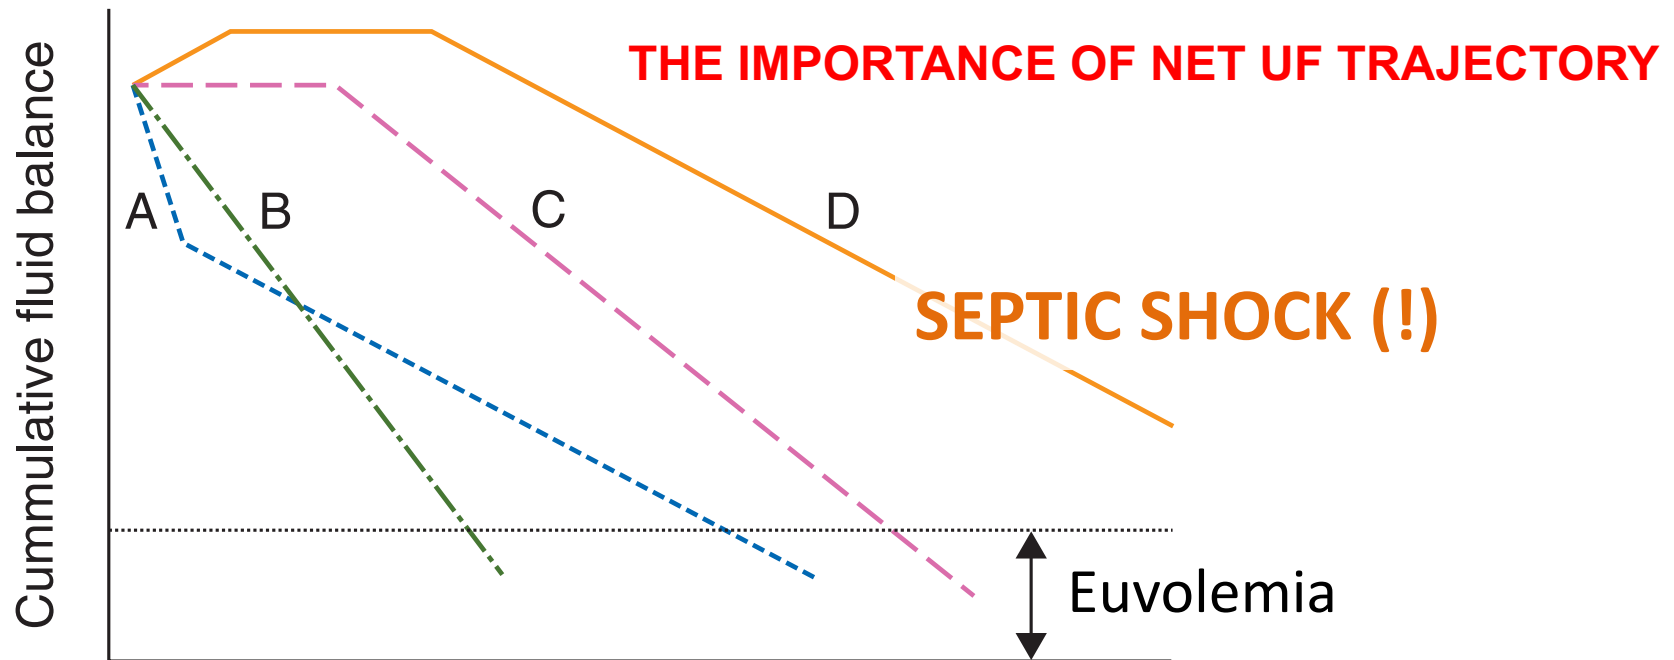 THE IMPORTANCE OF NET UF TRAJECTORY
Cummulative fluid balance
A
B
C
D
SEPTIC SHOCK (!)
Euvolemia